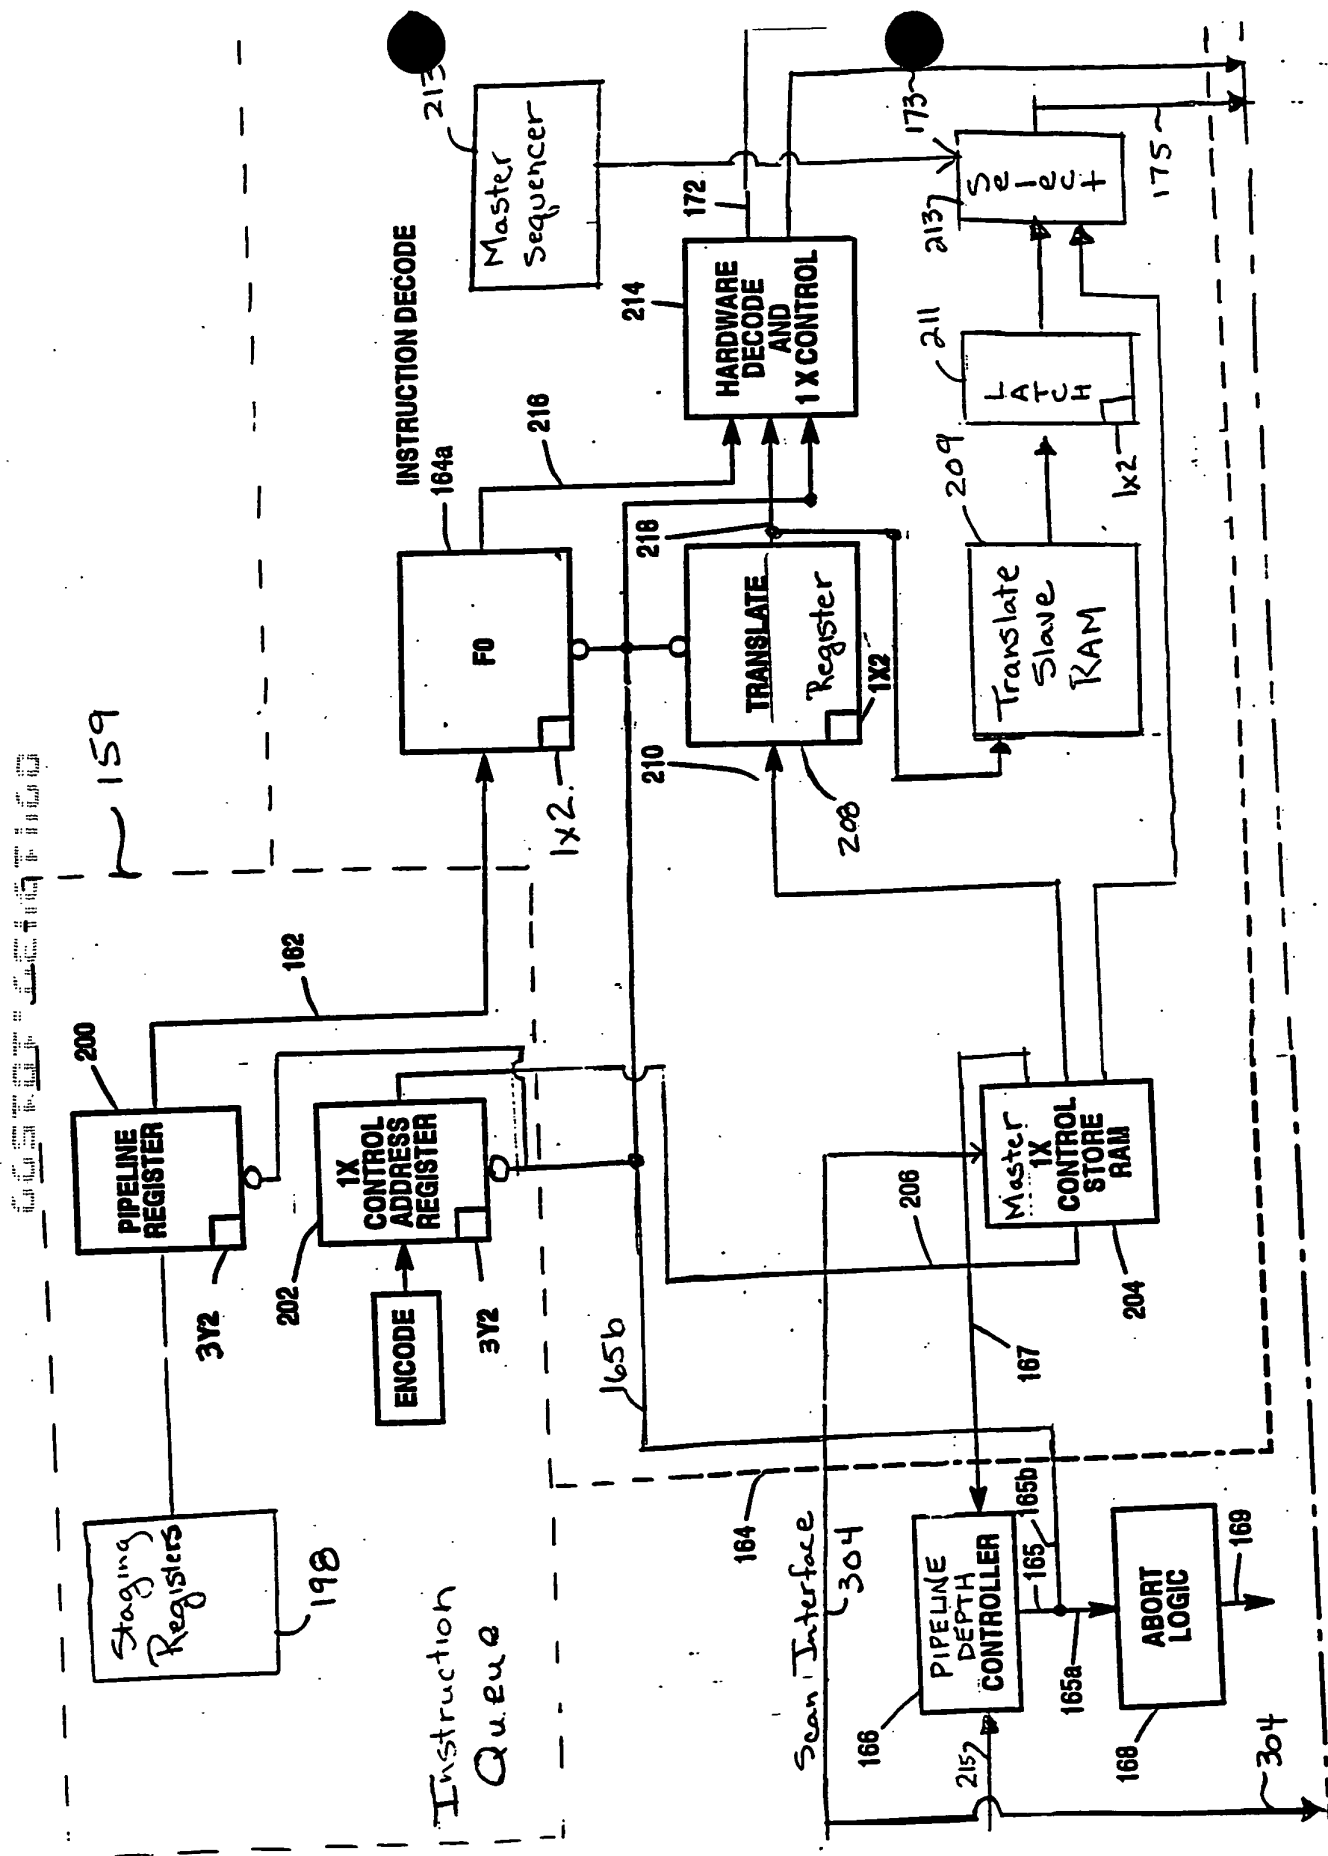 159
200
PIPELINE
REGISTER
3Y2
Staging
Registers
198
162
202
1X
CONTROL
ADDRESS
REGISTER
3Y2
ENCODE
Instruction
Queue
INSTRUCTION DECODE
164a
F0
1x2
216
213
Master
Sequencer
165b
218
TRANSLATE
Register
1X2
210
208
214
HARDWARE
DECODE
AND
1X CONTROL
172
173
206
167
Master
1X
CONTROL
STORE
RAM
204
209
Translate
Slave
RAM
211
LATCH
1x2
213
Select
175
164
Scan Interface
304
166
PIPELINE
DEPTH
CONTROLLER
215
165
165b
165a
168
ABORT
LOGIC
169
304